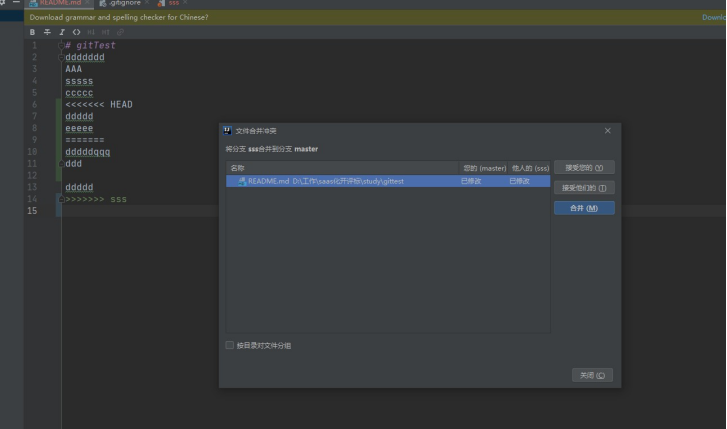 README.md × .gitignore × sss ×
Download grammar and spelling checker for Chinese?
B I <>
1 # gitTest
2 ddddddd
3 AAA
4 sssss
5 ccccc
6 <<<<<<< HEAD
7 ddddd
8 eeeee
9 =======
10 dddddqqq
11 ddd
12
13 ddddd
14 >>>>>>> sss
15
文件合并冲突
将分支 sss合并到分支 master
名称 您的 (master) 他人的 (sss)
README.md D:\工作\saas化开评标\study\gittest 已修改 已修改
接受您的 (Y)
接受他们的 (T)
合并 (M)
按目录对文件分组
关闭 (C)